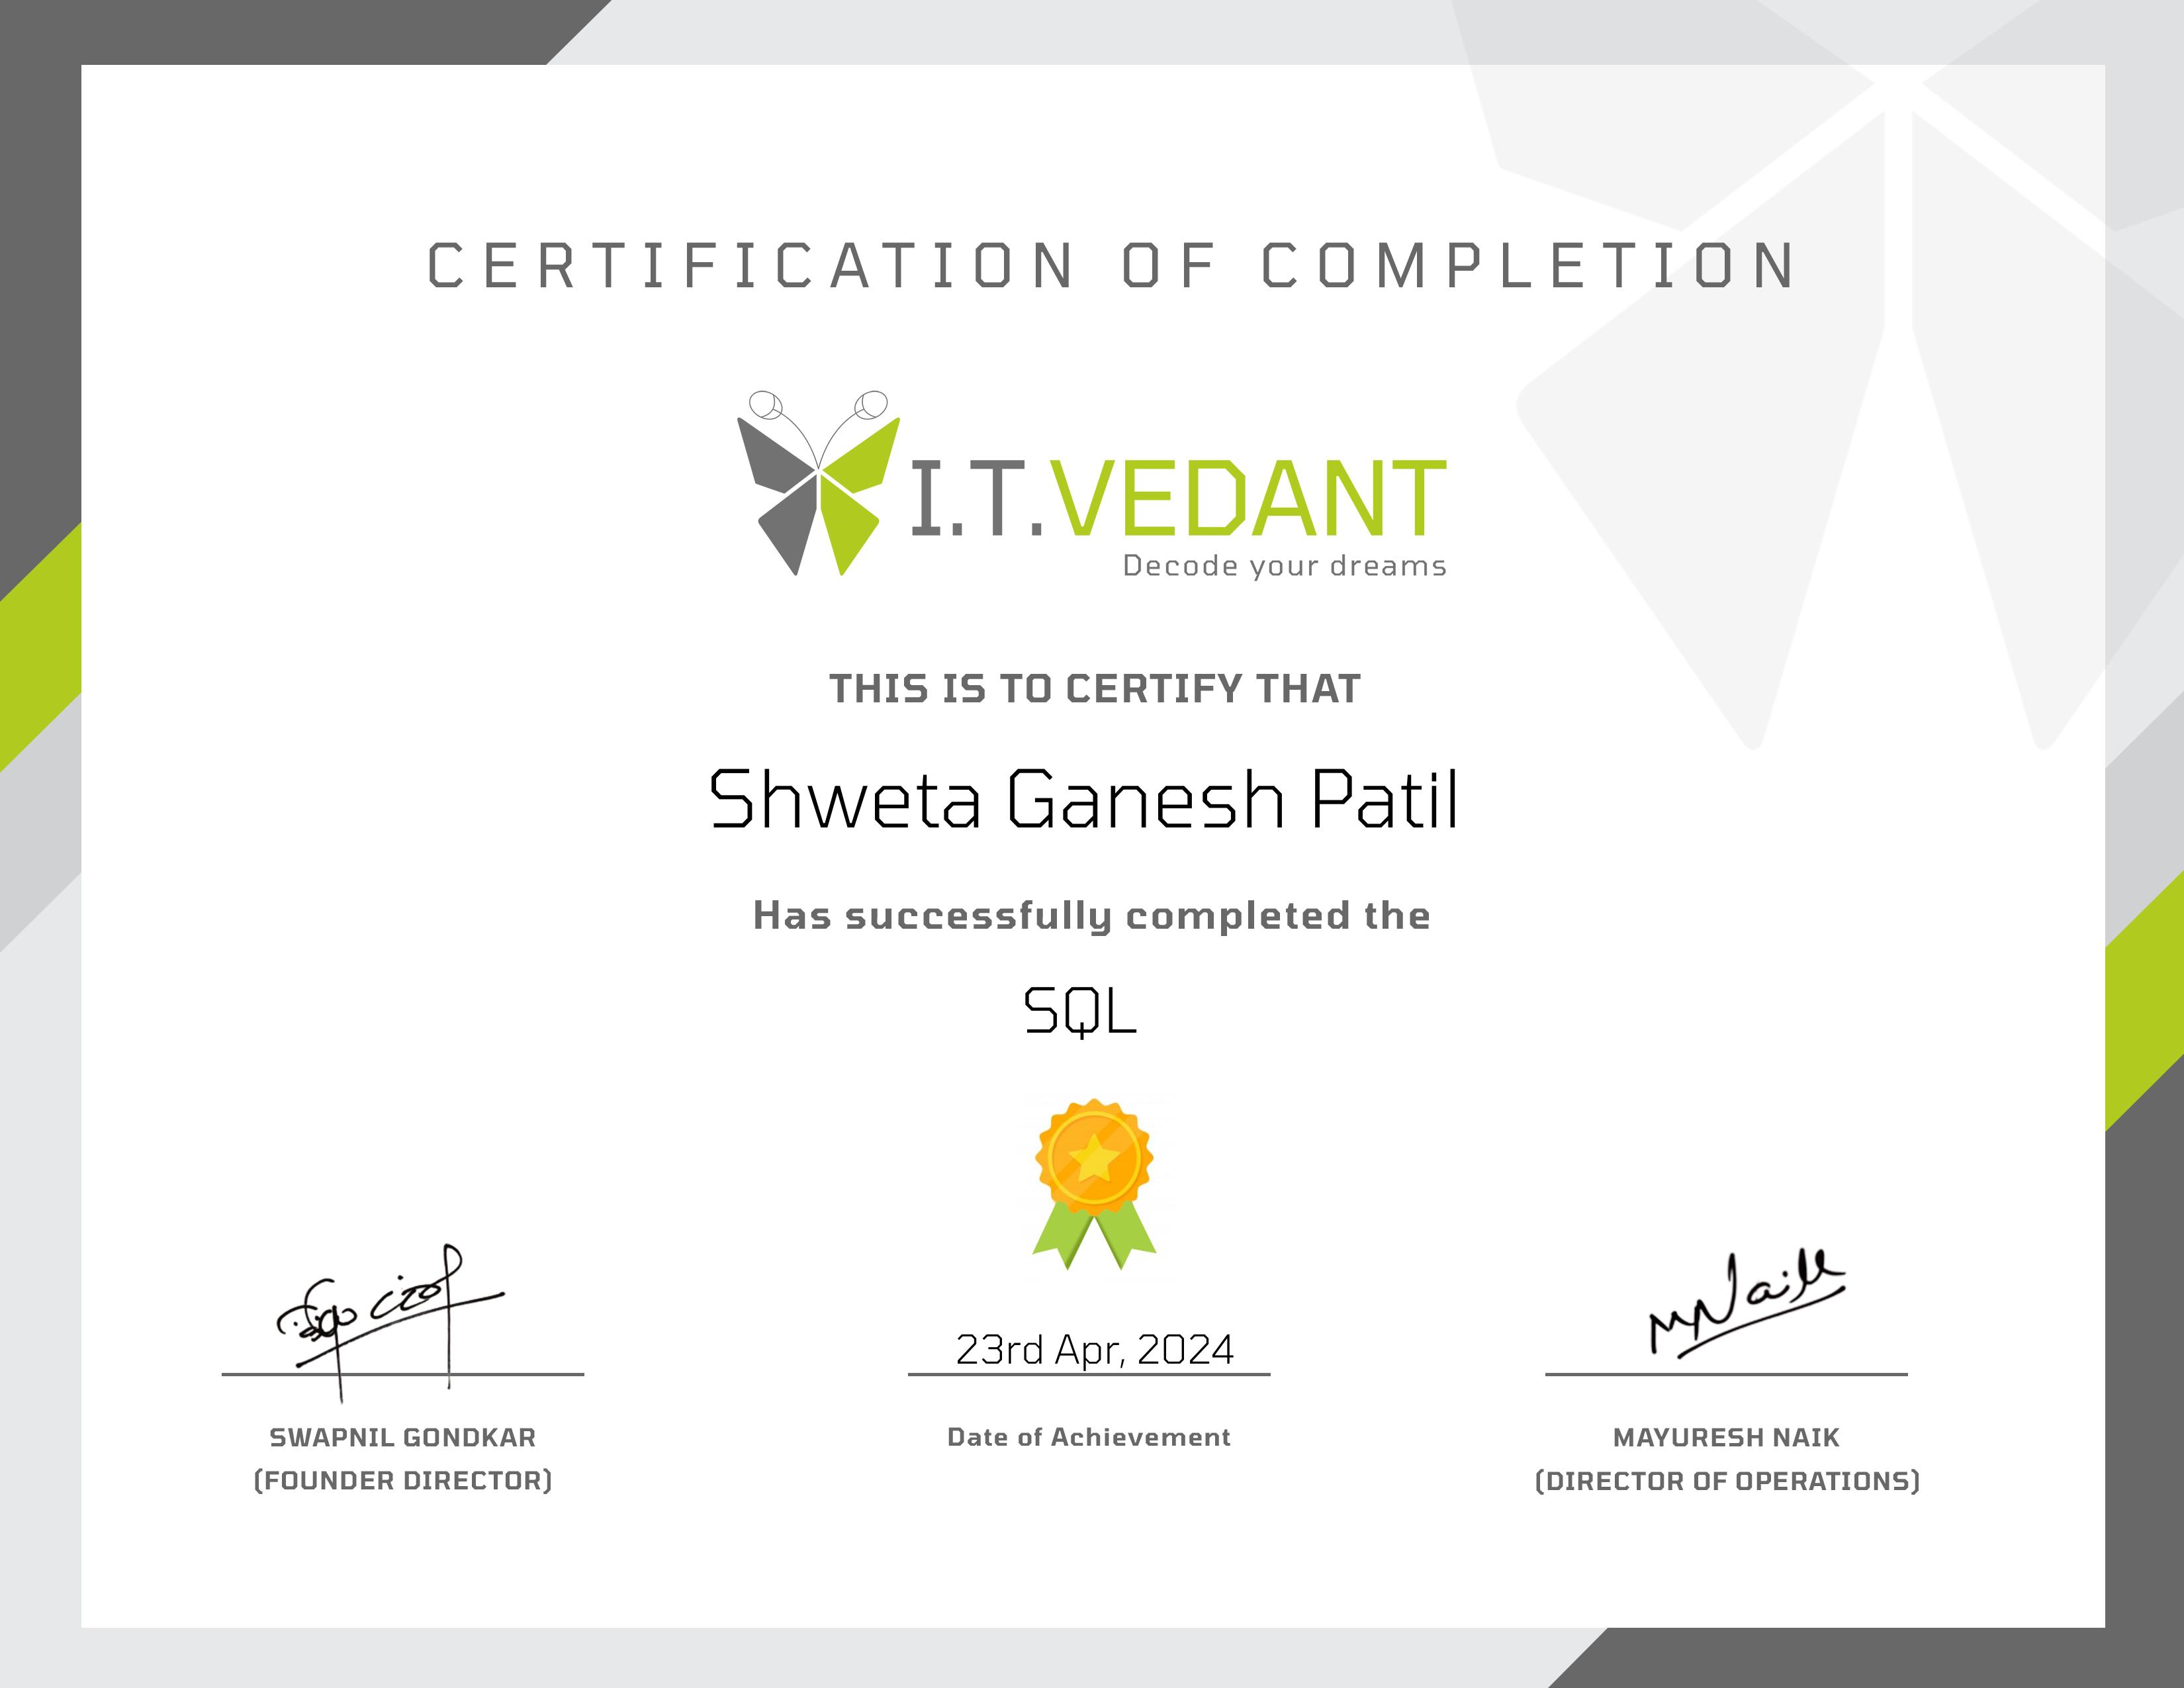 CERTIFICATION OF COMPLETION
I.T.VEDANT
Decode your dreams
THIS IS TO CERTIFY THAT
Shweta Ganesh Patil
Has successfully completed the
SQL
23rd Apr, 2024
SWAPNIL GONDKAR
(FOUNDER DIRECTOR)
Date of Achievement
MAYURESH NAIK
(DIRECTOR OF OPERATIONS)